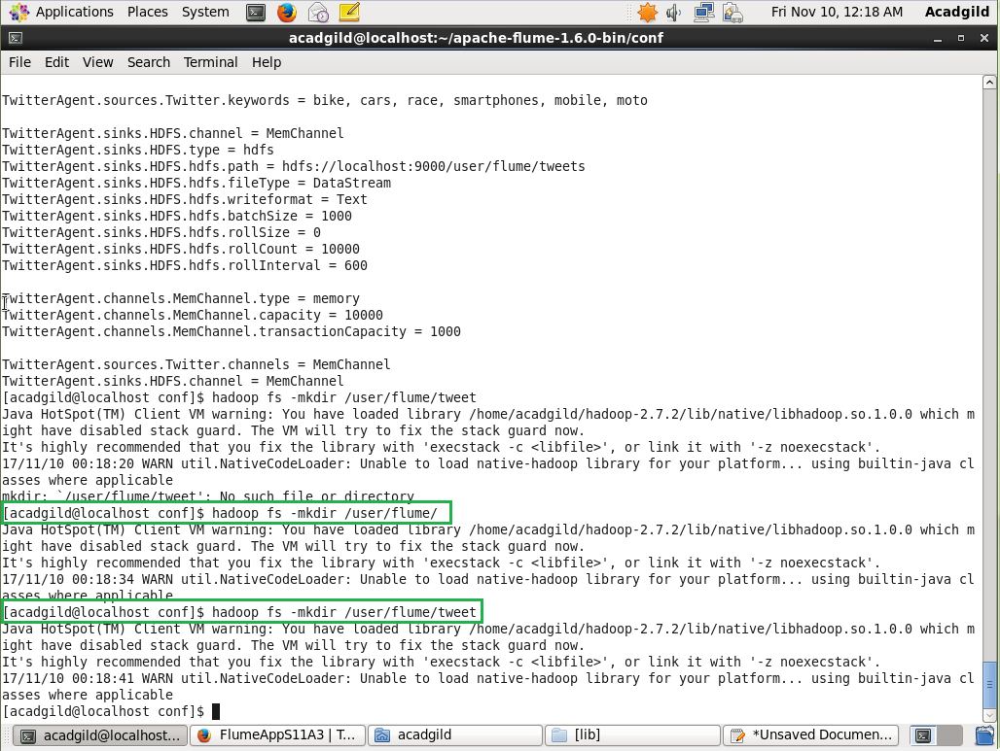 Applications Places System Fri Nov 10, 12:18 AM Acadgild
acadgild@localhost:~/apache-flume-1.6.0-bin/conf
File Edit View Search Terminal Help
TwitterAgent.sources.Twitter.keywords = bike, cars, race, smartphones, mobile, moto
TwitterAgent.sinks.HDFS.channel = MemChannel
TwitterAgent.sinks.HDFS.type = hdfs
TwitterAgent.sinks.HDFS.hdfs.path = hdfs://localhost:9000/user/flume/tweets
TwitterAgent.sinks.HDFS.hdfs.fileType = DataStream
TwitterAgent.sinks.HDFS.hdfs.writeformat = Text
TwitterAgent.sinks.HDFS.hdfs.batchSize = 1000
TwitterAgent.sinks.HDFS.hdfs.rollSize = 0
TwitterAgent.sinks.HDFS.hdfs.rollCount = 10000
TwitterAgent.sinks.HDFS.hdfs.rollInterval = 600
TwitterAgent.channels.MemChannel.type = memory
TwitterAgent.channels.MemChannel.capacity = 10000
TwitterAgent.channels.MemChannel.transactionCapacity = 1000
TwitterAgent.sources.Twitter.channels = MemChannel
TwitterAgent.sinks.HDFS.channel = MemChannel
[acadgild@localhost conf]$ hadoop fs -mkdir /user/flume/tweet
Java HotSpot(TM) Client VM warning: You have loaded library /home/acadgild/hadoop-2.7.2/lib/native/libhadoop.so.1.0.0 which m
ight have disabled stack guard. The VM will try to fix the stack guard now.
It's highly recommended that you fix the library with 'execstack -c <libfile>', or link it with '-z noexecstack'.
17/11/10 00:18:20 WARN util.NativeCodeLoader: Unable to load native-hadoop library for your platform... using builtin-java cl
asses where applicable
mkdir: `/user/flume/tweet': No such file or directory
[acadgild@localhost conf]$ hadoop fs -mkdir /user/flume/
Java HotSpot(TM) Client VM warning: You have loaded library /home/acadgild/hadoop-2.7.2/lib/native/libhadoop.so.1.0.0 which m
ight have disabled stack guard. The VM will try to fix the stack guard now.
It's highly recommended that you fix the library with 'execstack -c <libfile>', or link it with '-z noexecstack'.
17/11/10 00:18:34 WARN util.NativeCodeLoader: Unable to load native-hadoop library for your platform... using builtin-java cl
asses where applicable
[acadgild@localhost conf]$ hadoop fs -mkdir /user/flume/tweet
Java HotSpot(TM) Client VM warning: You have loaded library /home/acadgild/hadoop-2.7.2/lib/native/libhadoop.so.1.0.0 which m
ight have disabled stack guard. The VM will try to fix the stack guard now.
It's highly recommended that you fix the library with 'execstack -c <libfile>', or link it with '-z noexecstack'.
17/11/10 00:18:41 WARN util.NativeCodeLoader: Unable to load native-hadoop library for your platform... using builtin-java cl
asses where applicable
[acadgild@localhost conf]$
acadgild@localhost:... FlumeAppS11A3 | T... acadgild [lib] *Unsaved Documen...